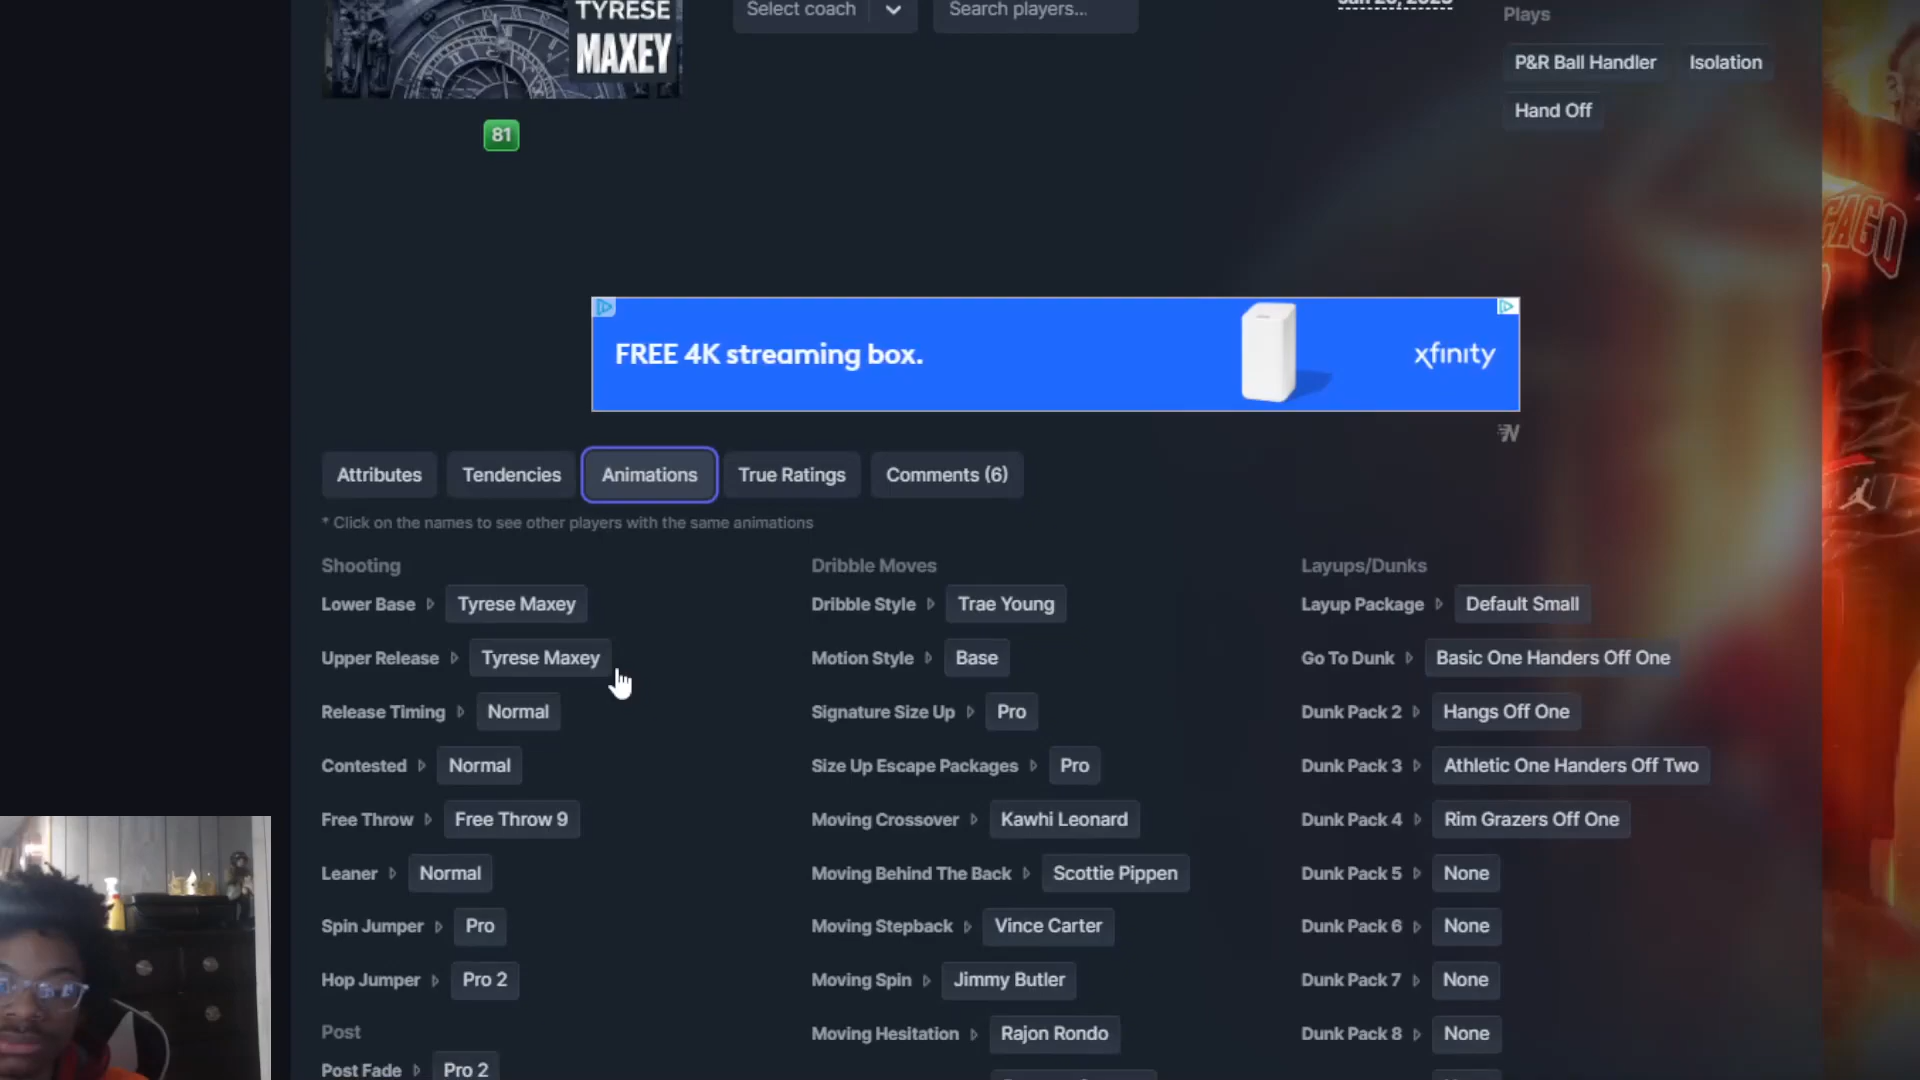 TYRESE
MAXEY
81
Select coach
Search players...
Plays
P&R Ball Handler
Isolation
Hand Off
FREE 4K streaming box.
xfinity
Attributes
Tendencies
Animations
True Ratings
Comments (6)
* Click on the names to see other players with the same animations
Shooting
Lower Base Tyrese Maxey
Upper Release Tyrese Maxey
Release Timing Normal
Contested Normal
Free Throw Free Throw 9
Leaner Normal
Spin Jumper Pro
Hop Jumper Pro 2
Post
Post Fade Pro 2
Dribble Moves
Dribble Style Trae Young
Motion Style Base
Signature Size Up Pro
Size Up Escape Packages Pro
Moving Crossover Kawhi Leonard
Moving Behind The Back Scottie Pippen
Moving Stepback Vince Carter
Moving Spin Jimmy Butler
Moving Hesitation Rajon Rondo
Layups/Dunks
Layup Package Default Small
Go To Dunk Basic One Handers Off One
Dunk Pack 2 Hangs Off One
Dunk Pack 3 Athletic One Handers Off Two
Dunk Pack 4 Rim Grazers Off One
Dunk Pack 5 None
Dunk Pack 6 None
Dunk Pack 7 None
Dunk Pack 8 None